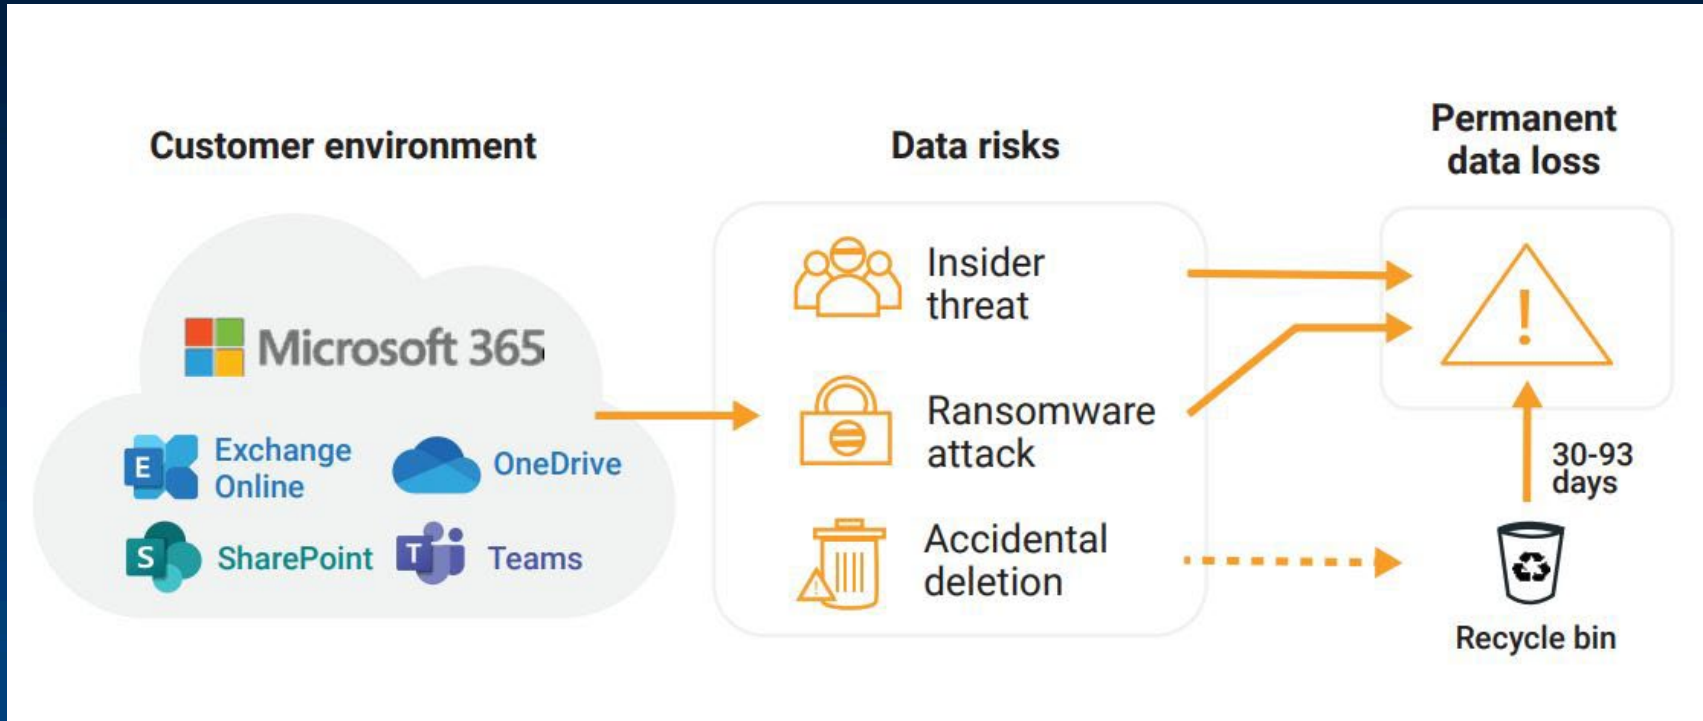 Customer environment
Data risks
Permanent
data loss
Microsoft 365
E
Exchange
Online
OneDrive
S
SharePoint
T
Teams
Insider
threat
Ransomware
attack
Accidental
deletion
!
!
30-93
days
Recycle bin